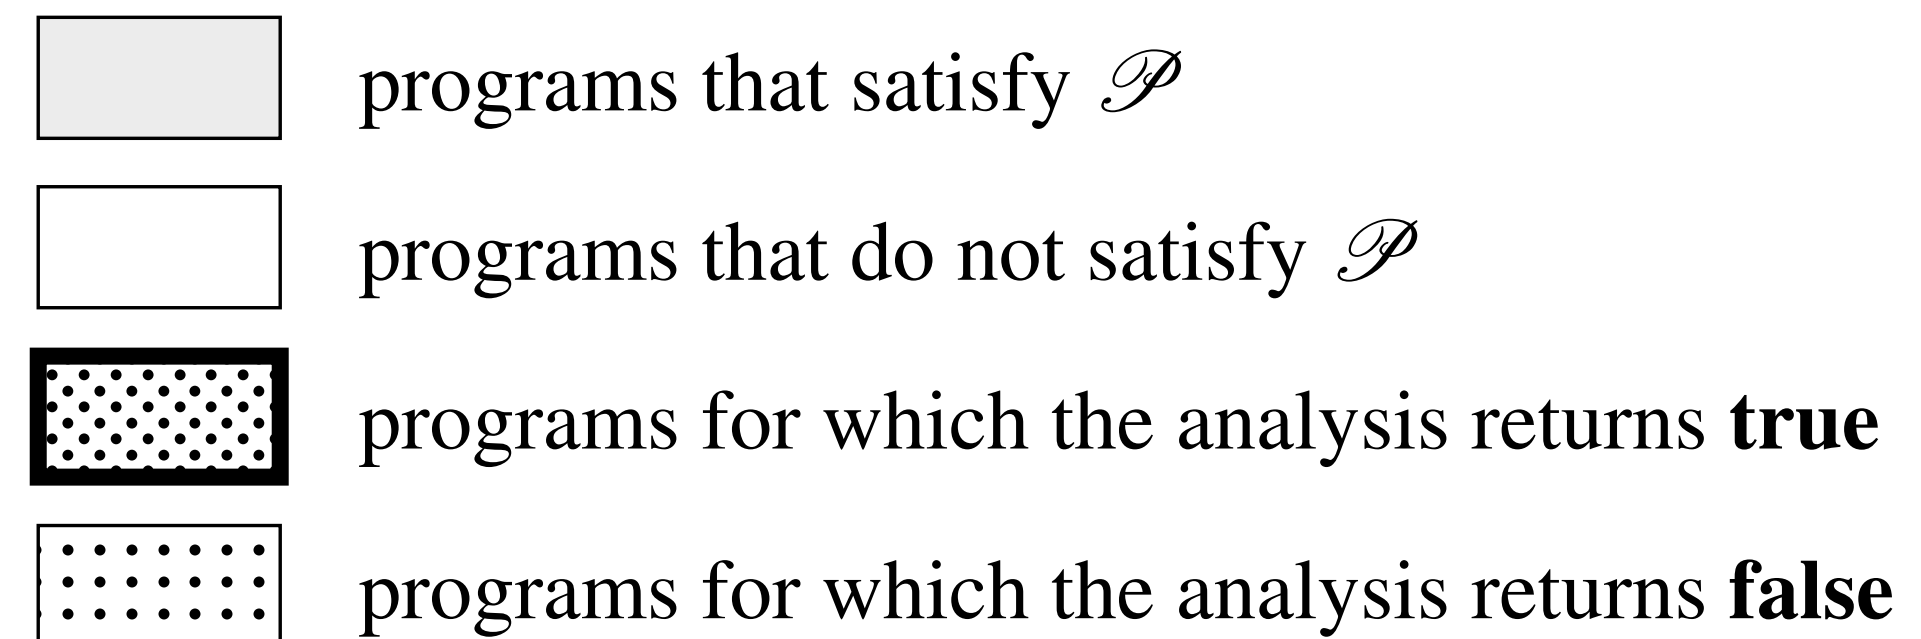 programs that satisfy 𝒫
programs that do not satisfy 𝒫
programs for which the analysis returns true
programs for which the analysis returns false